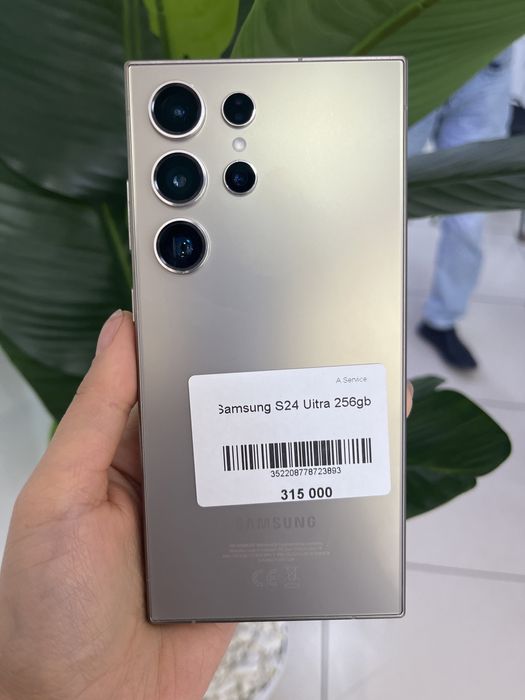 A Service
Samsung S24 Uitra 256gb
352208778723893
315 000
SAMSUNG